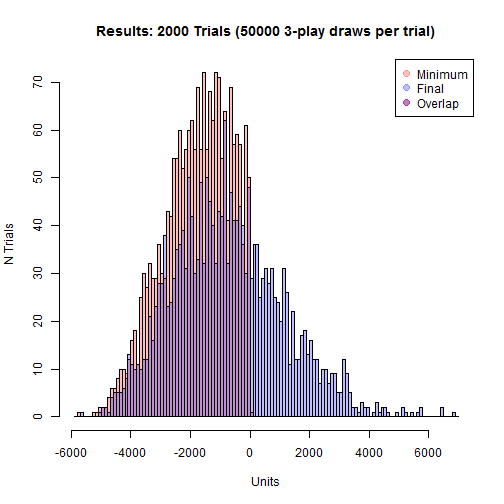 Results: 2000 Trials (50000 3-play draws per trial)
Minimum
Final
Overlap
N Trials
70
60
50
40
30
20
10
0
-6000 -4000 -2000 0 2000 4000 6000
Units